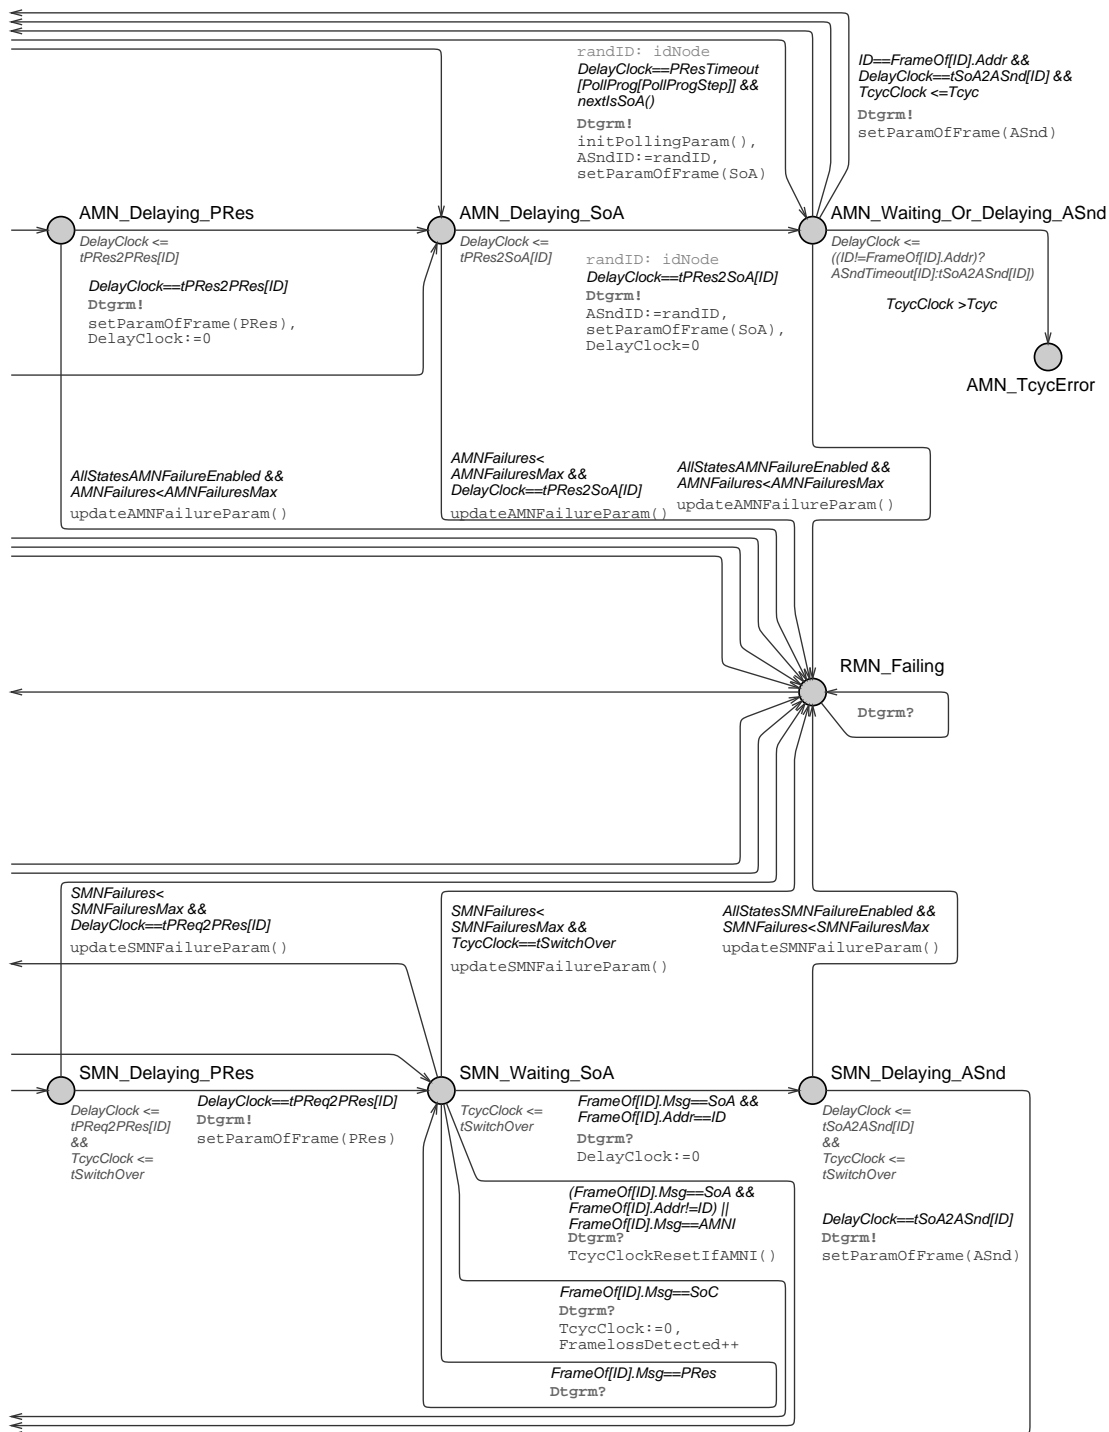 randID: idNode
DelayClock==PResTimeout
[PollProg[PollProgStep]] &&
nextIsSoA()
Dtgrm!
initPollingParam(),
ASndID:=randID,
setParamOfFrame(SoA)
ID==FrameOf[ID].Addr &&
DelayClock==tSoA2ASnd[ID] &&
TcycClock <=Tcyc
Dtgrm!
setParamOfFrame(ASnd)
AMN_Delaying_PRes
DelayClock <=
tPRes2PRes[ID]
DelayClock==tPRes2PRes[ID]
Dtgrm!
setParamOfFrame(PRes),
DelayClock:=0
AMN_Delaying_SoA
DelayClock <=
tPRes2SoA[ID]
randID: idNode
DelayClock==tPRes2SoA[ID]
Dtgrm!
ASndID:=randID,
setParamOfFrame(SoA),
DelayClock=0
AMN_Waiting_Or_Delaying_ASnd
DelayClock <=
((ID!=FrameOf[ID].Addr)?
ASndTimeout[ID]:tSoA2ASnd[ID])
TcycClock >Tcyc
AMN_TcycError
AllStatesAMNFailureEnabled &&
AMNFailures<AMNFailuresMax
updateAMNFailureParam()
AMNFailures<
AMNFailuresMax &&
DelayClock==tPRes2SoA[ID]
updateAMNFailureParam()
AllStatesAMNFailureEnabled &&
AMNFailures<AMNFailuresMax
updateAMNFailureParam()
RMN_Failing
Dtgrm?
SMNFailures<
SMNFailuresMax &&
DelayClock==tPReq2PRes[ID]
updateSMNFailureParam()
SMNFailures<
SMNFailuresMax &&
TcycClock==tSwitchOver
updateSMNFailureParam()
AllStatesSMNFailureEnabled &&
SMNFailures<SMNFailuresMax
updateSMNFailureParam()
SMN_Delaying_PRes
DelayClock <=
tPReq2PRes[ID]
&&
TcycClock <=
tSwitchOver
DelayClock==tPReq2PRes[ID]
Dtgrm!
setParamOfFrame(PRes)
SMN_Waiting_SoA
TcycClock <=
tSwitchOver
FrameOf[ID].Msg==SoA &&
FrameOf[ID].Addr==ID
Dtgrm?
DelayClock:=0
SMN_Delaying_ASnd
DelayClock <=
tSoA2ASnd[ID]
&&
TcycClock <=
tSwitchOver
(FrameOf[ID].Msg==SoA &&
FrameOf[ID].Addr!=ID) ||
FrameOf[ID].Msg==AMNI
Dtgrm?
TcycClockResetIfAMNI()
DelayClock==tSoA2ASnd[ID]
Dtgrm!
setParamOfFrame(ASnd)
FrameOf[ID].Msg==SoC
Dtgrm?
TcycClock:=0,
FramelossDetected++
FrameOf[ID].Msg==PRes
Dtgrm?